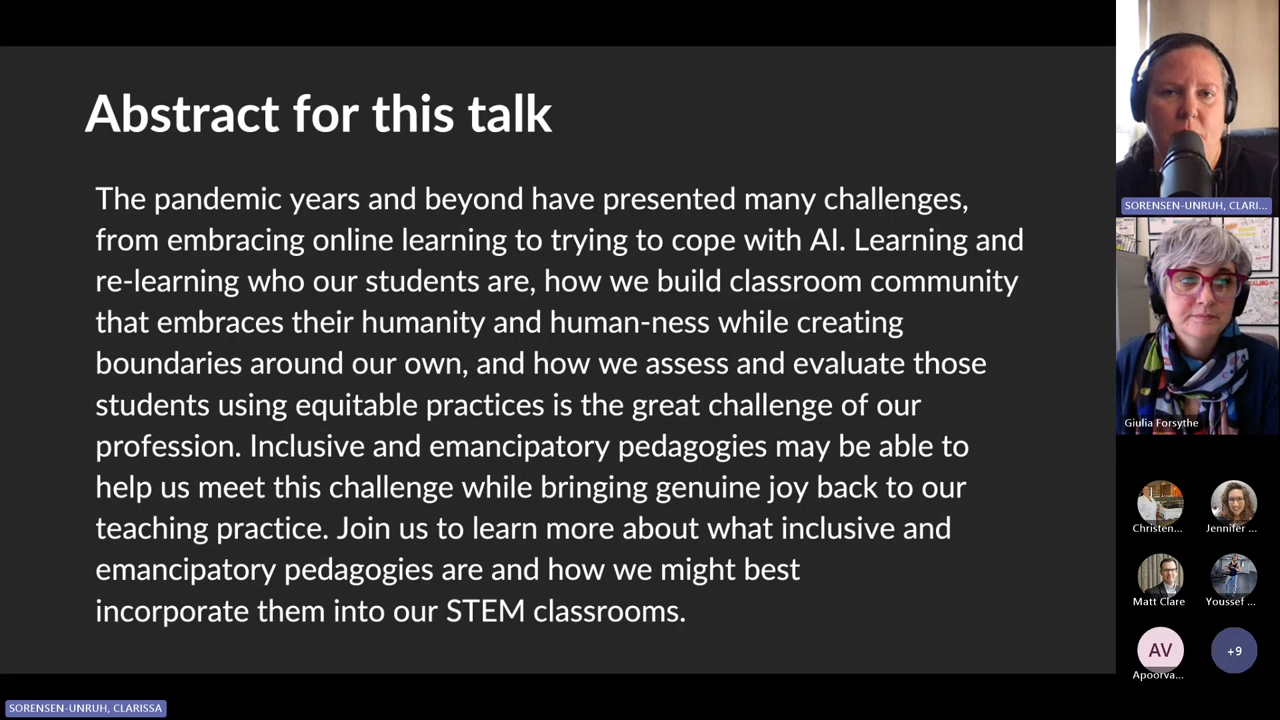 Abstract for this talk
The pandemic years and beyond have presented many challenges,
from embracing online learning to trying to cope with AI. Learning and
re-learning who our students are, how we build classroom community
that embraces their humanity and human-ness while creating
boundaries around our own, and how we assess and evaluate those
students using equitable practices is the great challenge of our
profession. Inclusive and emancipatory pedagogies may be able to
help us meet this challenge while bringing genuine joy back to our
teaching practice. Join us to learn more about what inclusive and
emancipatory pedagogies are and how we might best
incorporate them into our STEM classrooms.
SORENSEN-UNRUH, CLARI...
Giulia Forsythe
Christen...
Jennifer ...
Matt Clare
Youssef ...
AV
Apoorva...
+9
SORENSEN-UNRUH, CLARISSA